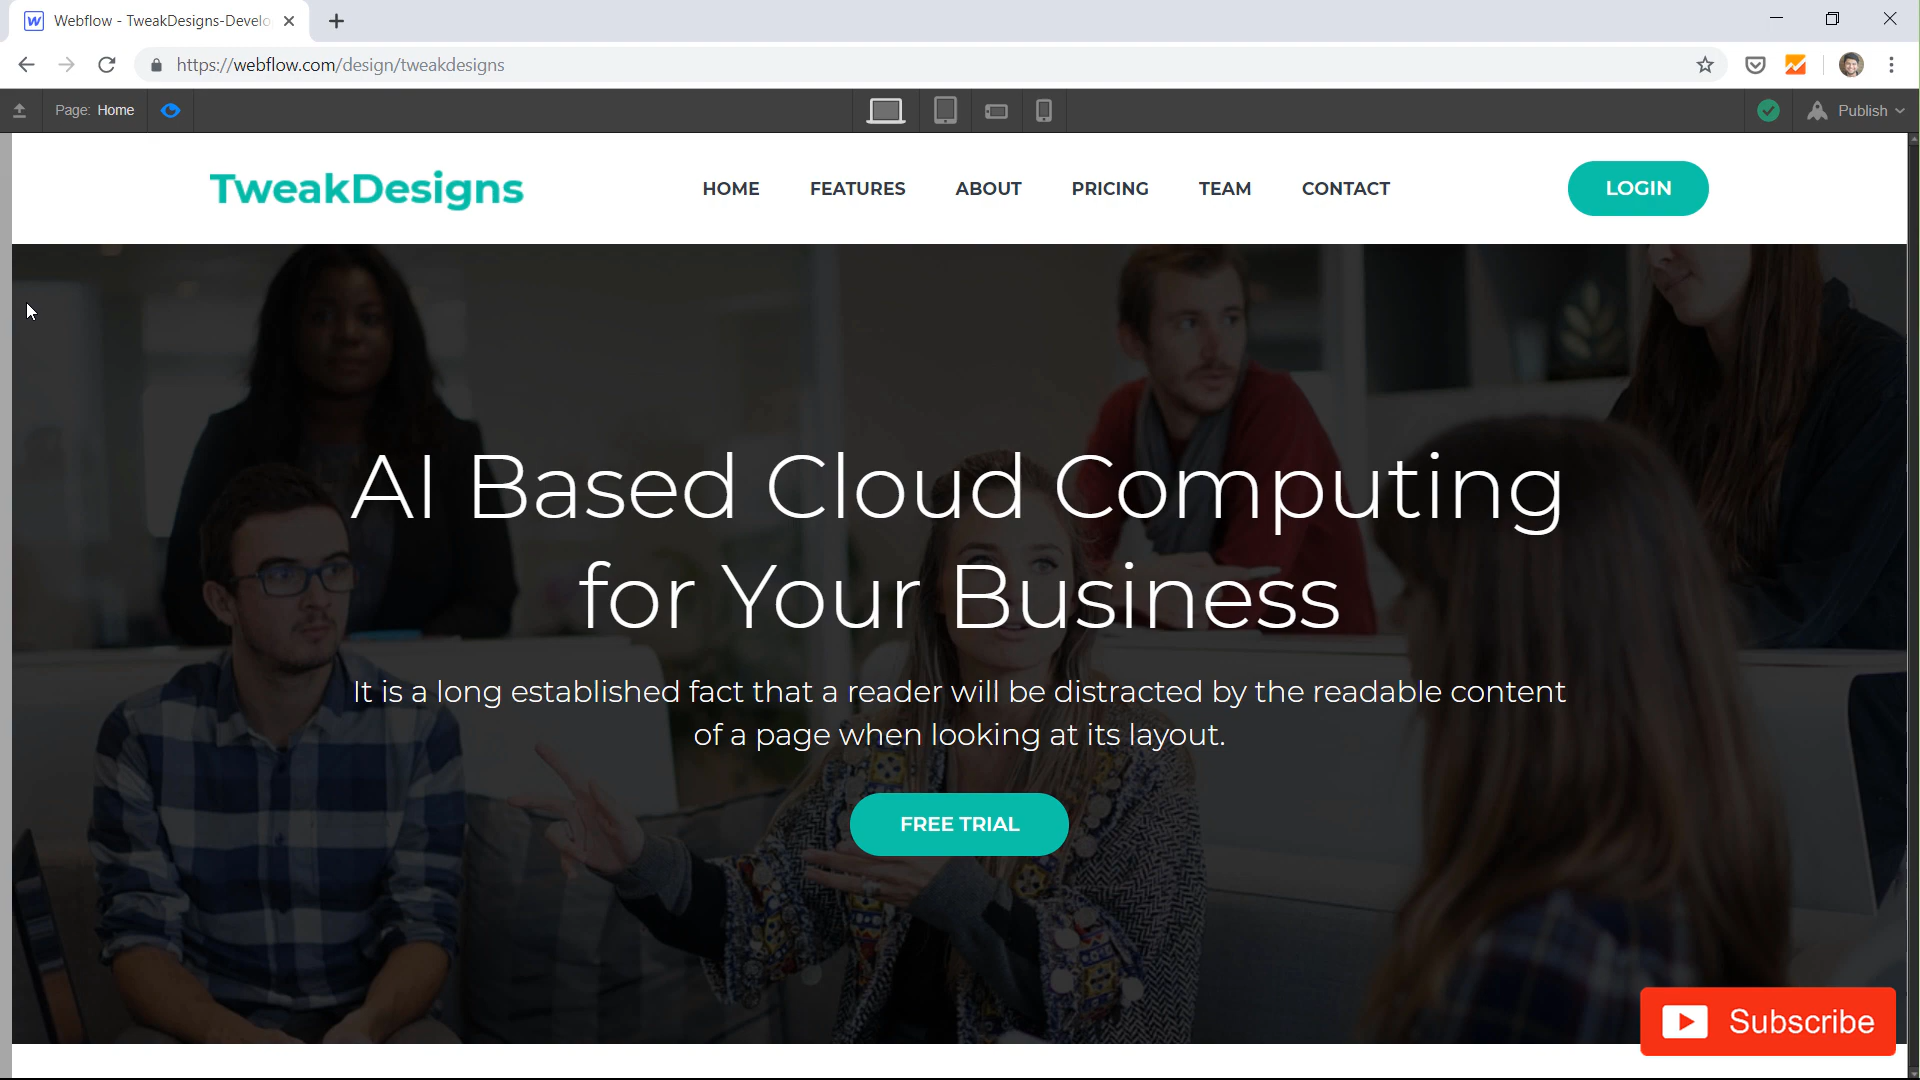 Webflow - TweakDesigns-Develo
https://webflow.com/design/tweakdesigns
Page: Home
Publish
TweakDesigns
HOME FEATURES ABOUT PRICING TEAM CONTACT
LOGIN
AI Based Cloud Computing
for Your Business
It is a long established fact that a reader will be distracted by the readable content
of a page when looking at its layout.
FREE TRIAL
Subscribe